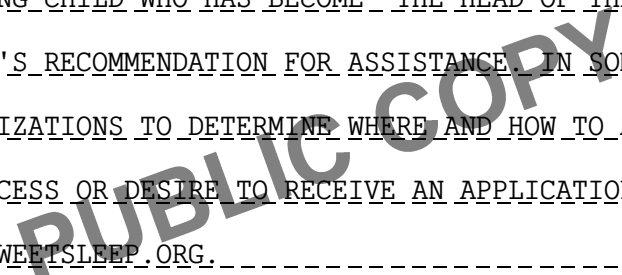 NG CHILD WHO HAS BECOME THE HEAD OF TH
'S RECOMMENDATION FOR ASSISTANCE. IN SO
IZATIONS TO DETERMINE WHERE AND HOW TO
CESS OR DESIRE TO RECEIVE AN APPLICATIO
WEETSLEEP.ORG.
PUBLIC COPY